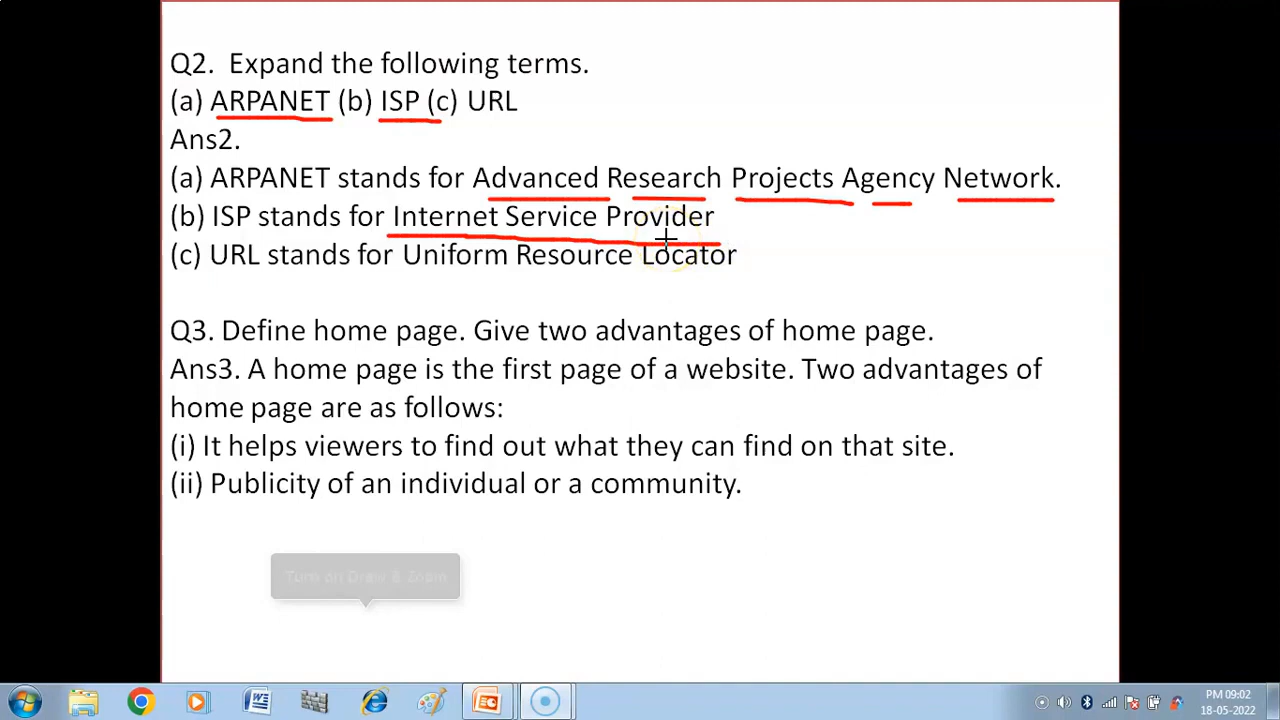 Q2.  Expand the following terms.
(a) ARPANET (b) ISP (c) URL
Ans2.
(a) ARPANET stands for Advanced Research Projects Agency Network.
(b) ISP stands for Internet Service Provider
(c) URL stands for Uniform Resource Locator
Q3. Define home page. Give two advantages of home page.
Ans3. A home page is the first page of a website. Two advantages of
home page are as follows:
(i) It helps viewers to find out what they can find on that site.
(ii) Publicity of an individual or a community.
Turn on Draw & Zoom
PM 09:02
18-05-2022